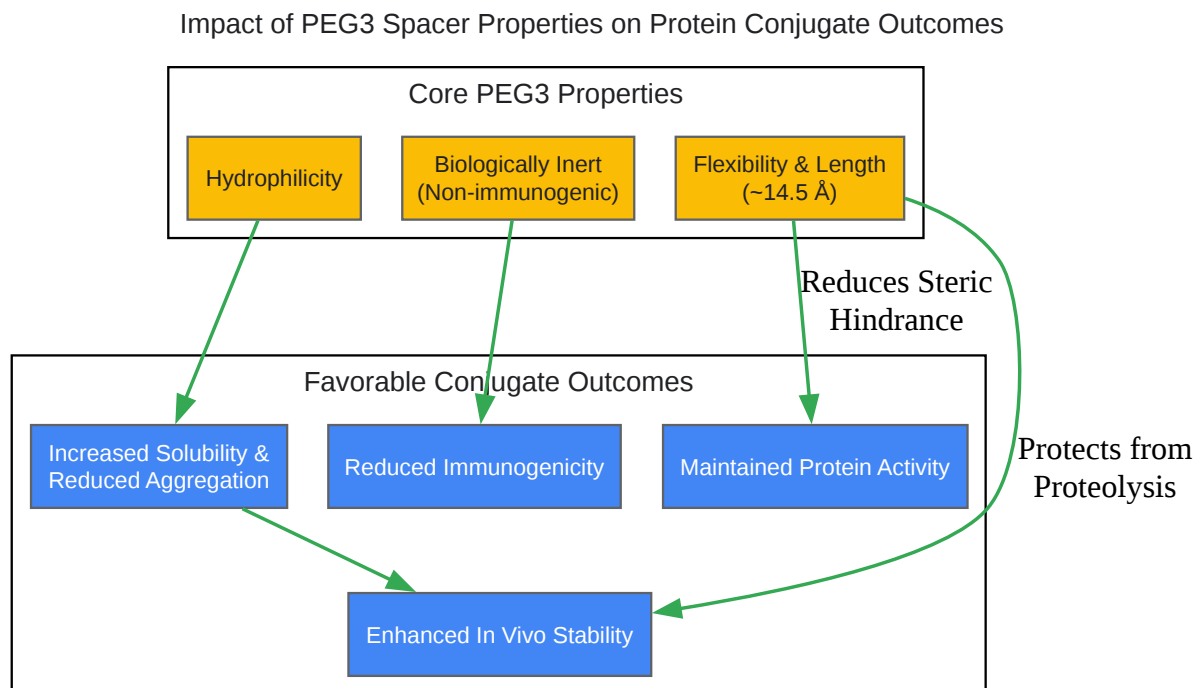 Impact of PEG3 Spacer Properties on Protein Conjugate Outcomes
Core PEG3 Properties
Hydrophilicity
Biologically Inert
(Non-immunogenic)
Flexibility & Length
(~14.5 Å)
Reduces Steric
Hindrance
Favorable Conjugate Outcomes
Increased Solubility &
Reduced Aggregation
Reduced Immunogenicity
Maintained Protein Activity
Protects from
Proteolysis
Enhanced In Vivo Stability